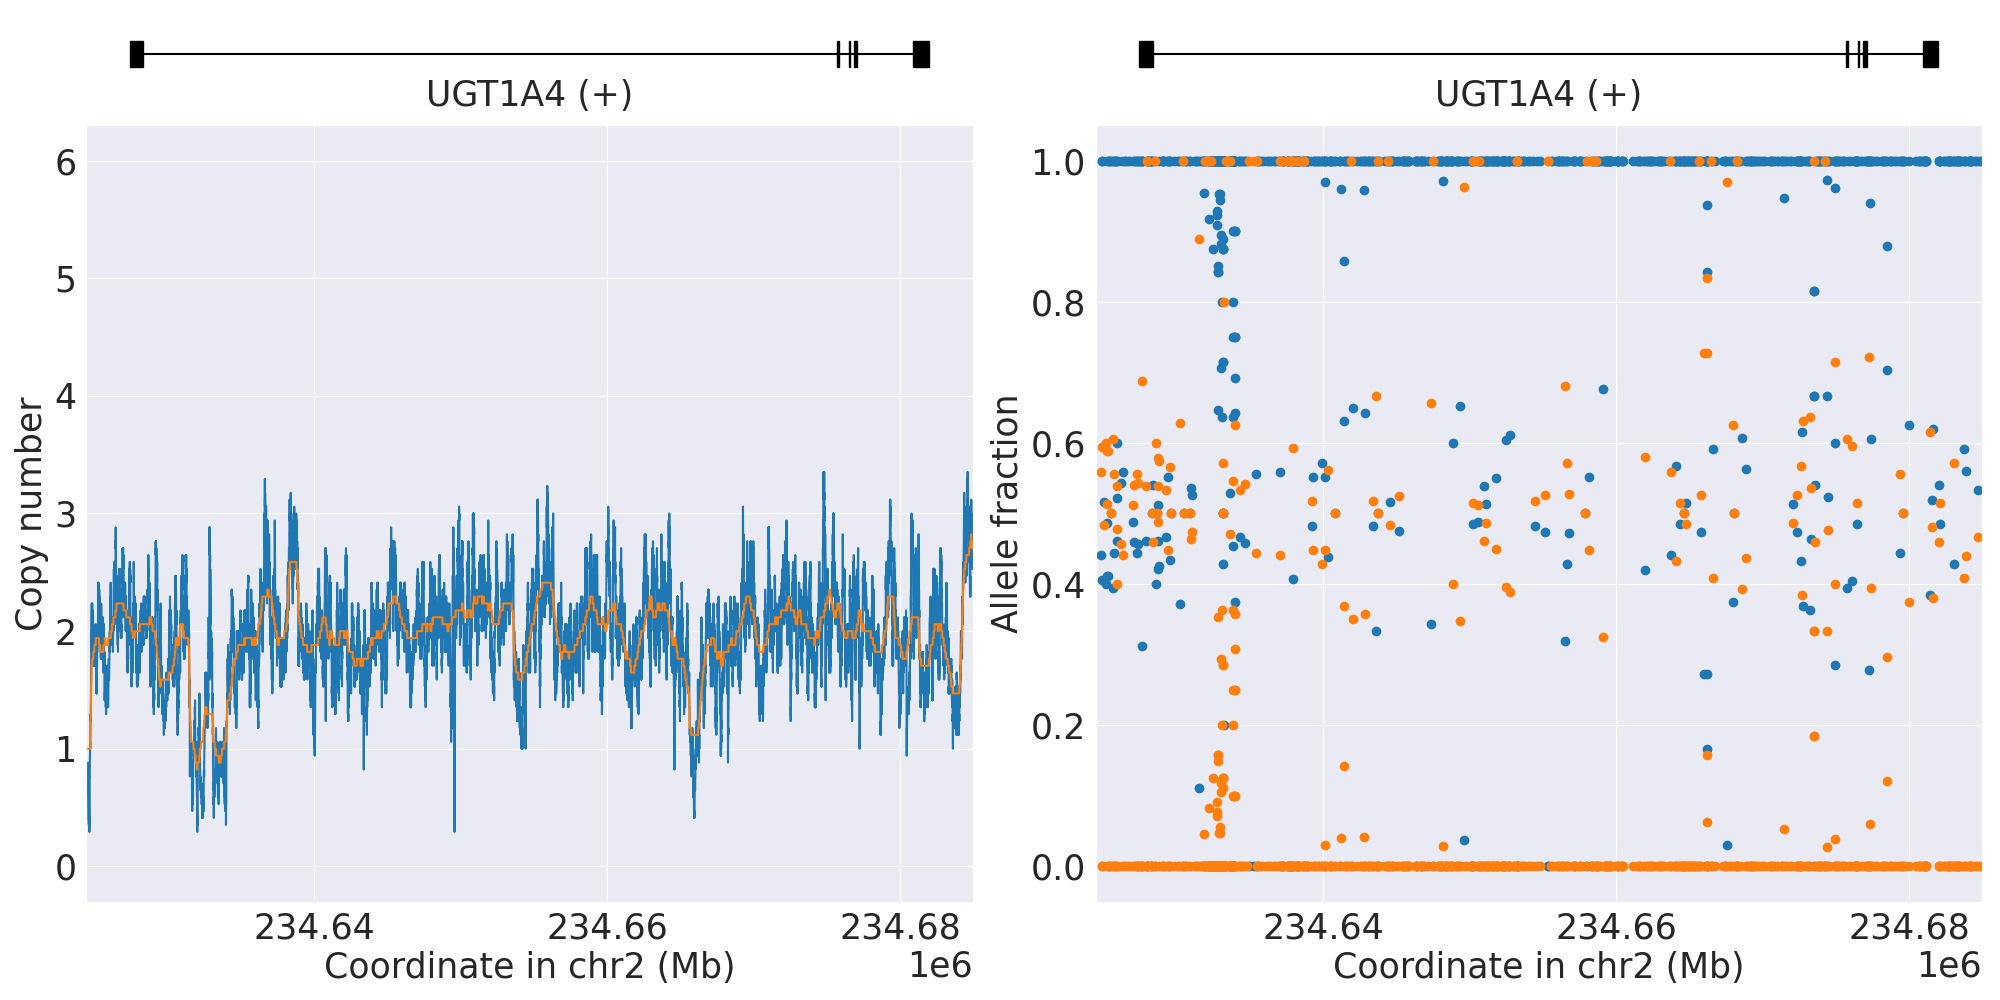 UGT1A4 (+)
Copy number
6
5
4
3
2
1
0
234.64
234.66
234.68
Coordinate in chr2 (Mb)
1e6
UGT1A4 (+)
Allele fraction
1.0
0.8
0.6
0.4
0.2
0.0
234.64
234.66
234.68
Coordinate in chr2 (Mb)
1e6